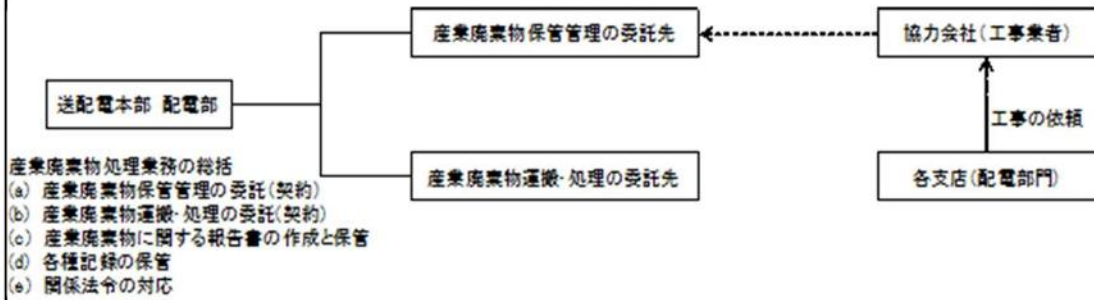 産業廃棄物保管管理の委託先
協力会社(工事業者)
送配電本部 配電部
工事の依頼
産業廃棄物運搬・処理の委託先
各支店(配電部門)
産業廃棄物処理業務の総括
(a) 産業廃棄物保管管理の委託(契約)
(b) 産業廃棄物運搬・処理の委託(契約)
(c) 産業廃棄物に関する報告書の作成と保管
(d) 各種記録の保管
(e) 関係法令の対応